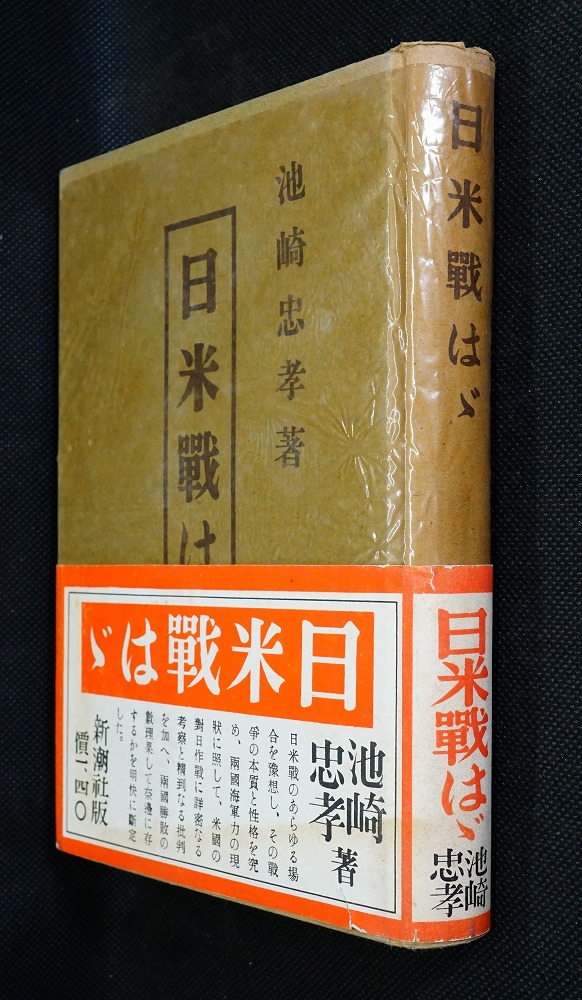 池崎忠孝著
日米戰は
日米戰はゞ
日米戰はゞ
池崎
忠孝
著
日米戰のあらゆる場
合を豫想し、その戰
爭の本質と性格を究
め、兩國海軍力の現
狀に照して、米國の
對日作戰に詳密なる
考察と精到なる批判
を加へ、兩國勝敗の
數理果して奈邊に存
するかを明快に斷定
した。
新潮社版
價一、四〇
日米戰はゞ
池崎
忠孝